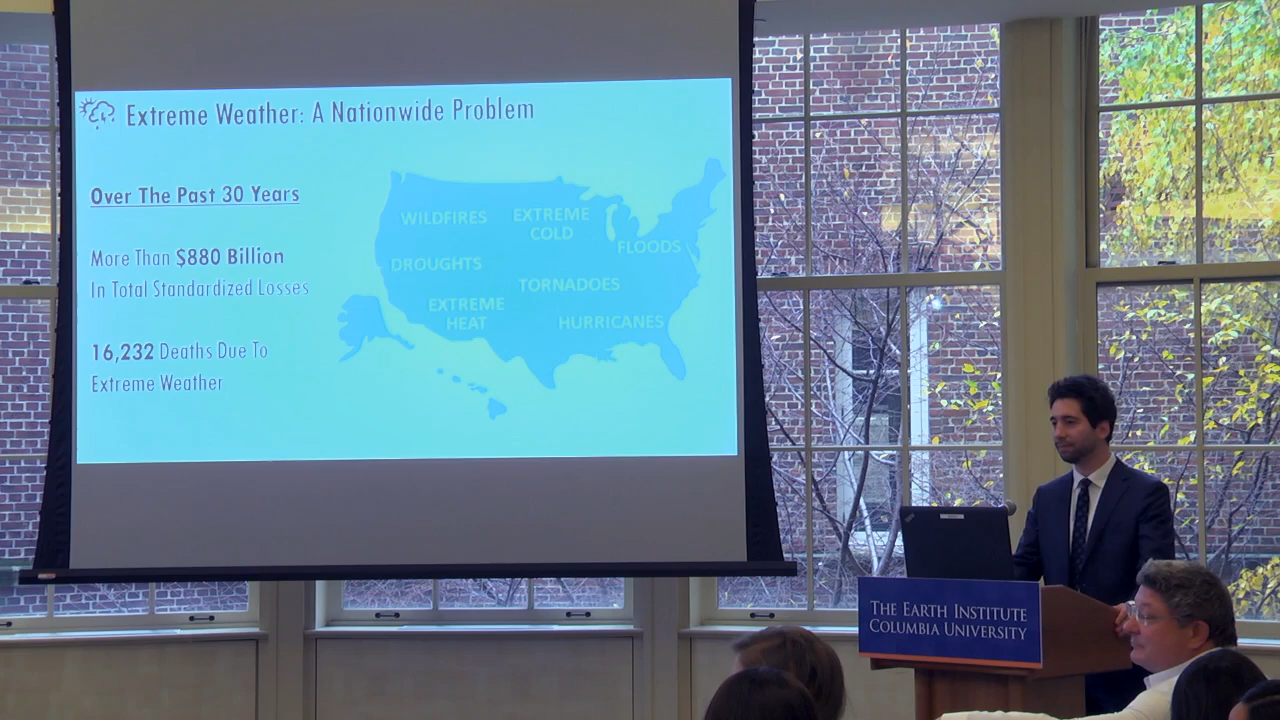 Extreme Weather: A Nationwide Problem
Over The Past 30 Years
More Than $880 Billion
In Total Standardized Losses
16,232 Deaths Due To
Extreme Weather
WILDFIRES
EXTREME
COLD
FLOODS
DROUGHTS
TORNADOES
EXTREME
HEAT
HURRICANES
THE EARTH INSTITUTE
COLUMBIA UNIVERSITY